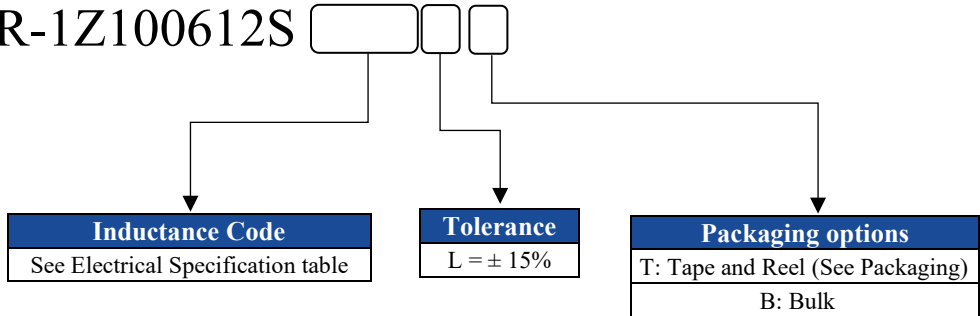 R-1Z100612S
Inductance Code
See Electrical Specification table
Tolerance
L = ± 15%
Packaging options
T: Tape and Reel (See Packaging)
B: Bulk